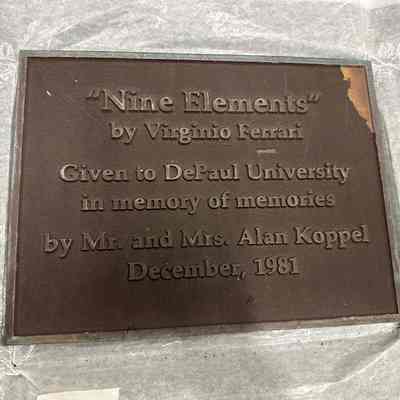 "Nine Elements"
by Virginio Ferrari
Given to DePaul University
in memory of memories
by Mr. and Mrs. Alan Koppel
December, 1981